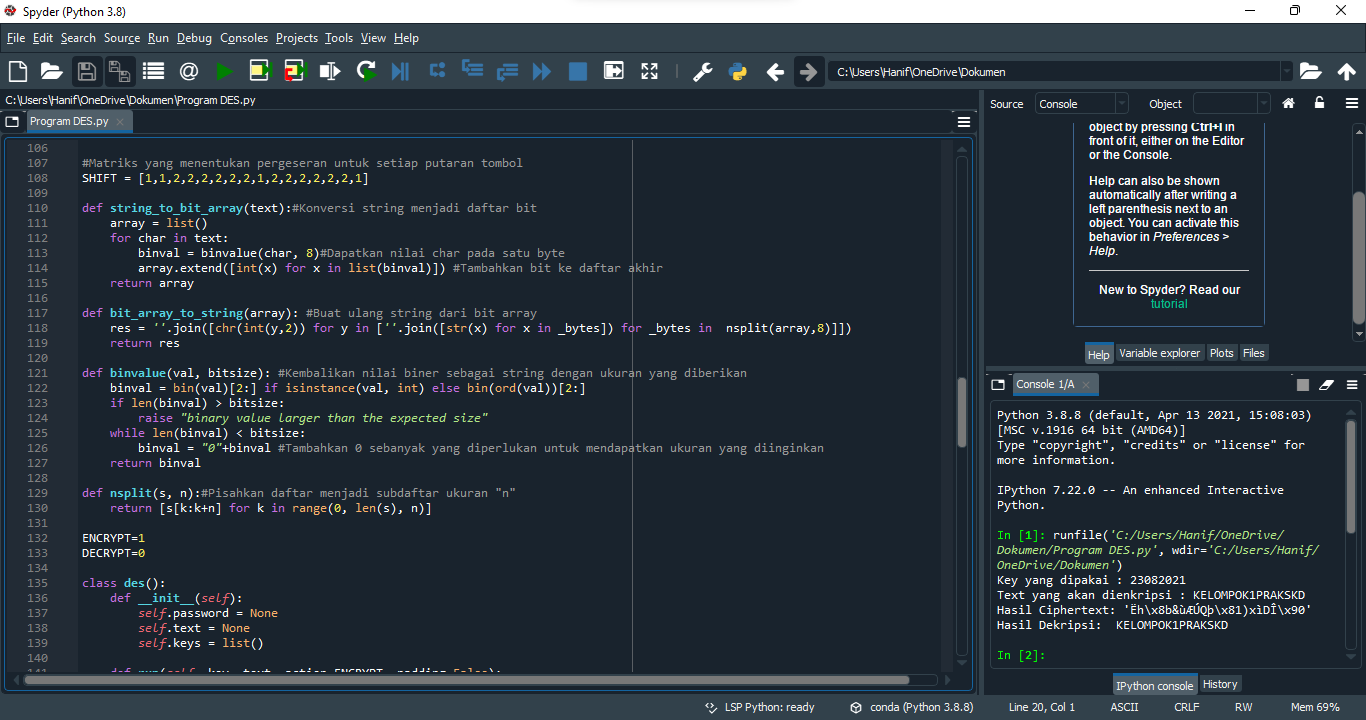 Spyder (Python 3.8)
File Edit Search Source Run Debug Consoles Projects Tools View Help
C:\Users\Hanif\OneDrive\Dokumen
C:\Users\Hanif\OneDrive\Dokumen\Program DES.py
Program DES.py
106
107 #Matriks yang menentukan pergeseran untuk setiap putaran tombol
108 SHIFT = [1,1,2,2,2,2,2,2,1,2,2,2,2,2,2,1]
109
110 def string_to_bit_array(text):#Konversi string menjadi daftar bit
111 array = list()
112 for char in text:
113 binval = binvalue(char, 8)#Dapatkan nilai char pada satu byte
114 array.extend([int(x) for x in list(binval)]) #Tambahkan bit ke daftar akhir
115 return array
116
117 def bit_array_to_string(array): #Buat ulang string dari bit array
118 res = ''.join([chr(int(y,2)) for y in [''.join([str(x) for x in _bytes]) for _bytes in nsplit(array,8)]])
119 return res
120
121 def binvalue(val, bitsize): #Kembalikan nilai biner sebagai string dengan ukuran yang diberikan
122 binval = bin(val)[2:] if isinstance(val, int) else bin(ord(val))[2:]
123 if len(binval) > bitsize:
124 raise "binary value larger than the expected size"
125 while len(binval) < bitsize:
126 binval = "0"+binval #Tambahkan 0 sebanyak yang diperlukan untuk mendapatkan ukuran yang diinginkan
127 return binval
128
129 def nsplit(s, n):#Pisahkan daftar menjadi subdaftar ukuran "n"
130 return [s[k:k+n] for k in range(0, len(s), n)]
131
132 ENCRYPT=1
133 DECRYPT=0
134
135 class des():
136 def __init__(self):
137 self.password = None
138 self.text = None
139 self.keys = list()
140
Source Console Object
object by pressing Ctrl+I in
front of it, either on the Editor
or the Console.
Help can also be shown
automatically after writing a
left parenthesis next to an
object. You can activate this
behavior in Preferences >
Help.
New to Spyder? Read our
tutorial
Help Variable explorer Plots Files
Console 1/A
Python 3.8.8 (default, Apr 13 2021, 15:08:03)
[MSC v.1916 64 bit (AMD64)]
Type "copyright", "credits" or "license" for
more information.
IPython 7.22.0 -- An enhanced Interactive
Python.
In [1]: runfile('C:/Users/Hanif/OneDrive/
Dokumen/Program DES.py', wdir='C:/Users/Hanif/
OneDrive/Dokumen')
Key yang dipakai : 23082021
Text yang akan dienkripsi : KELOMPOK1PRAKSKD
Hasil Ciphertext:
Hasil Dekripsi: KELOMPOK1PRAKSKD
In [2]:
IPython console History
LSP Python: ready conda (Python 3.8.8) Line 20, Col 1 ASCII CRLF RW Mem 69%